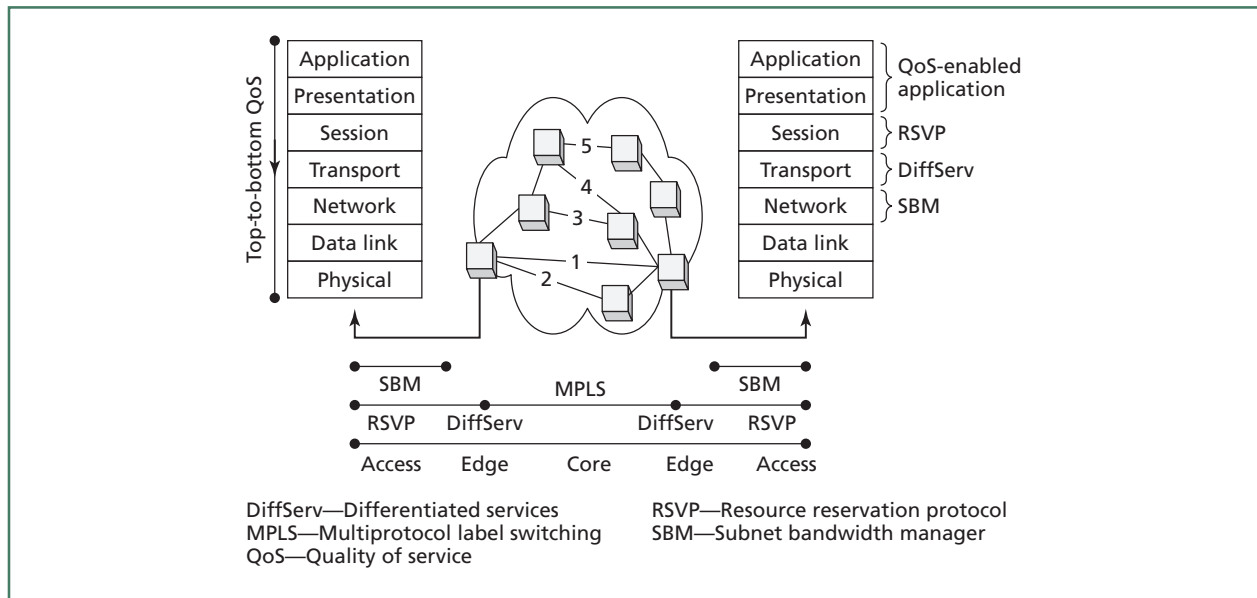 Top-to-bottom QoS
Application
Presentation
Session
Transport
Network
Data link
Physical
5
4
3
1
2
Application
Presentation
Session
Transport
Network
Data link
Physical
QoS-enabled
application
RSVP
DiffServ
SBM
SBM
MPLS
SBM
RSVP
DiffServ
DiffServ
RSVP
Access
Edge
Core
Edge
Access
DiffServ—Differentiated services
MPLS—Multiprotocol label switching
QoS—Quality of service
RSVP—Resource reservation protocol
SBM—Subnet bandwidth manager